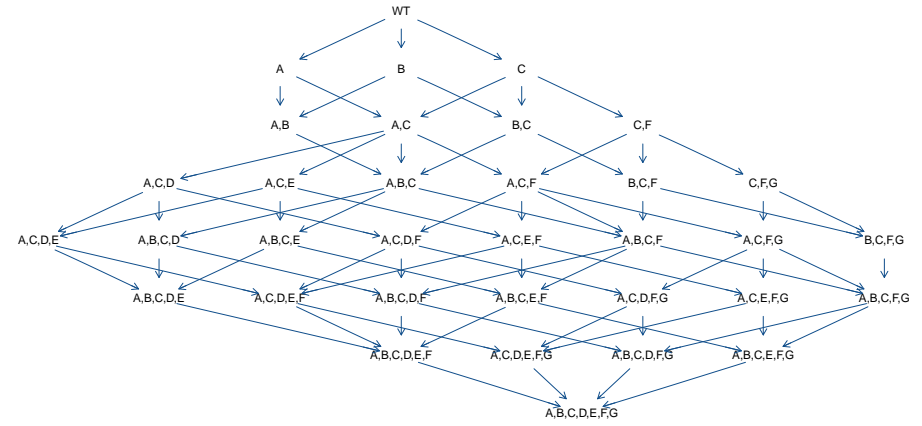 WT
A B C
A,B A,C B,C C,F
A,C,D A,C,E A,B,C A,C,F B,C,F C,F,G
A,C,D,E A,B,C,D A,B,C,E A,C,D,F A,C,E,F A,B,C,F A,C,F,G B,C,F,G
A,B,C,D,E A,C,D,E,F A,B,C,D,F A,B,C,E,F A,C,D,F,G A,C,E,F,G A,B,C,F,G
A,B,C,D,E,F A,C,D,E,F,G A,B,C,D,F,G A,B,C,E,F,G
A,B,C,D,E,F,G